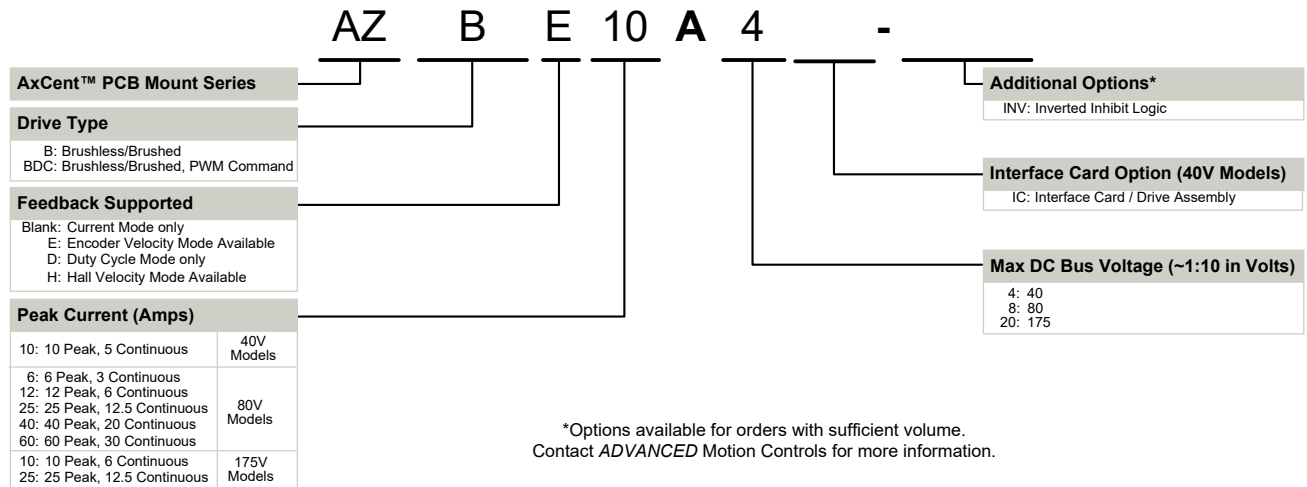 AZ B E 10 A 4 -
AxCent™ PCB Mount Series
Drive Type
B: Brushless/Brushed
BDC: Brushless/Brushed, PWM Command
Feedback Supported
Blank: Current Mode only
E: Encoder Velocity Mode Available
D: Duty Cycle Mode only
H: Hall Velocity Mode Available
Peak Current (Amps)
10: 10 Peak, 5 Continuous
40V
Models
6: 6 Peak, 3 Continuous
12: 12 Peak, 6 Continuous
25: 25 Peak, 12.5 Continuous
40: 40 Peak, 20 Continuous
60: 60 Peak, 30 Continuous
80V
Models
10: 10 Peak, 6 Continuous
25: 25 Peak, 12.5 Continuous
175V
Models
Additional Options*
INV: Inverted Inhibit Logic
Interface Card Option (40V Models)
IC: Interface Card / Drive Assembly
Max DC Bus Voltage (~1:10 in Volts)
4: 40
8: 80
20: 175
*Options available for orders with sufficient volume.
Contact ADVANCED Motion Controls for more information.